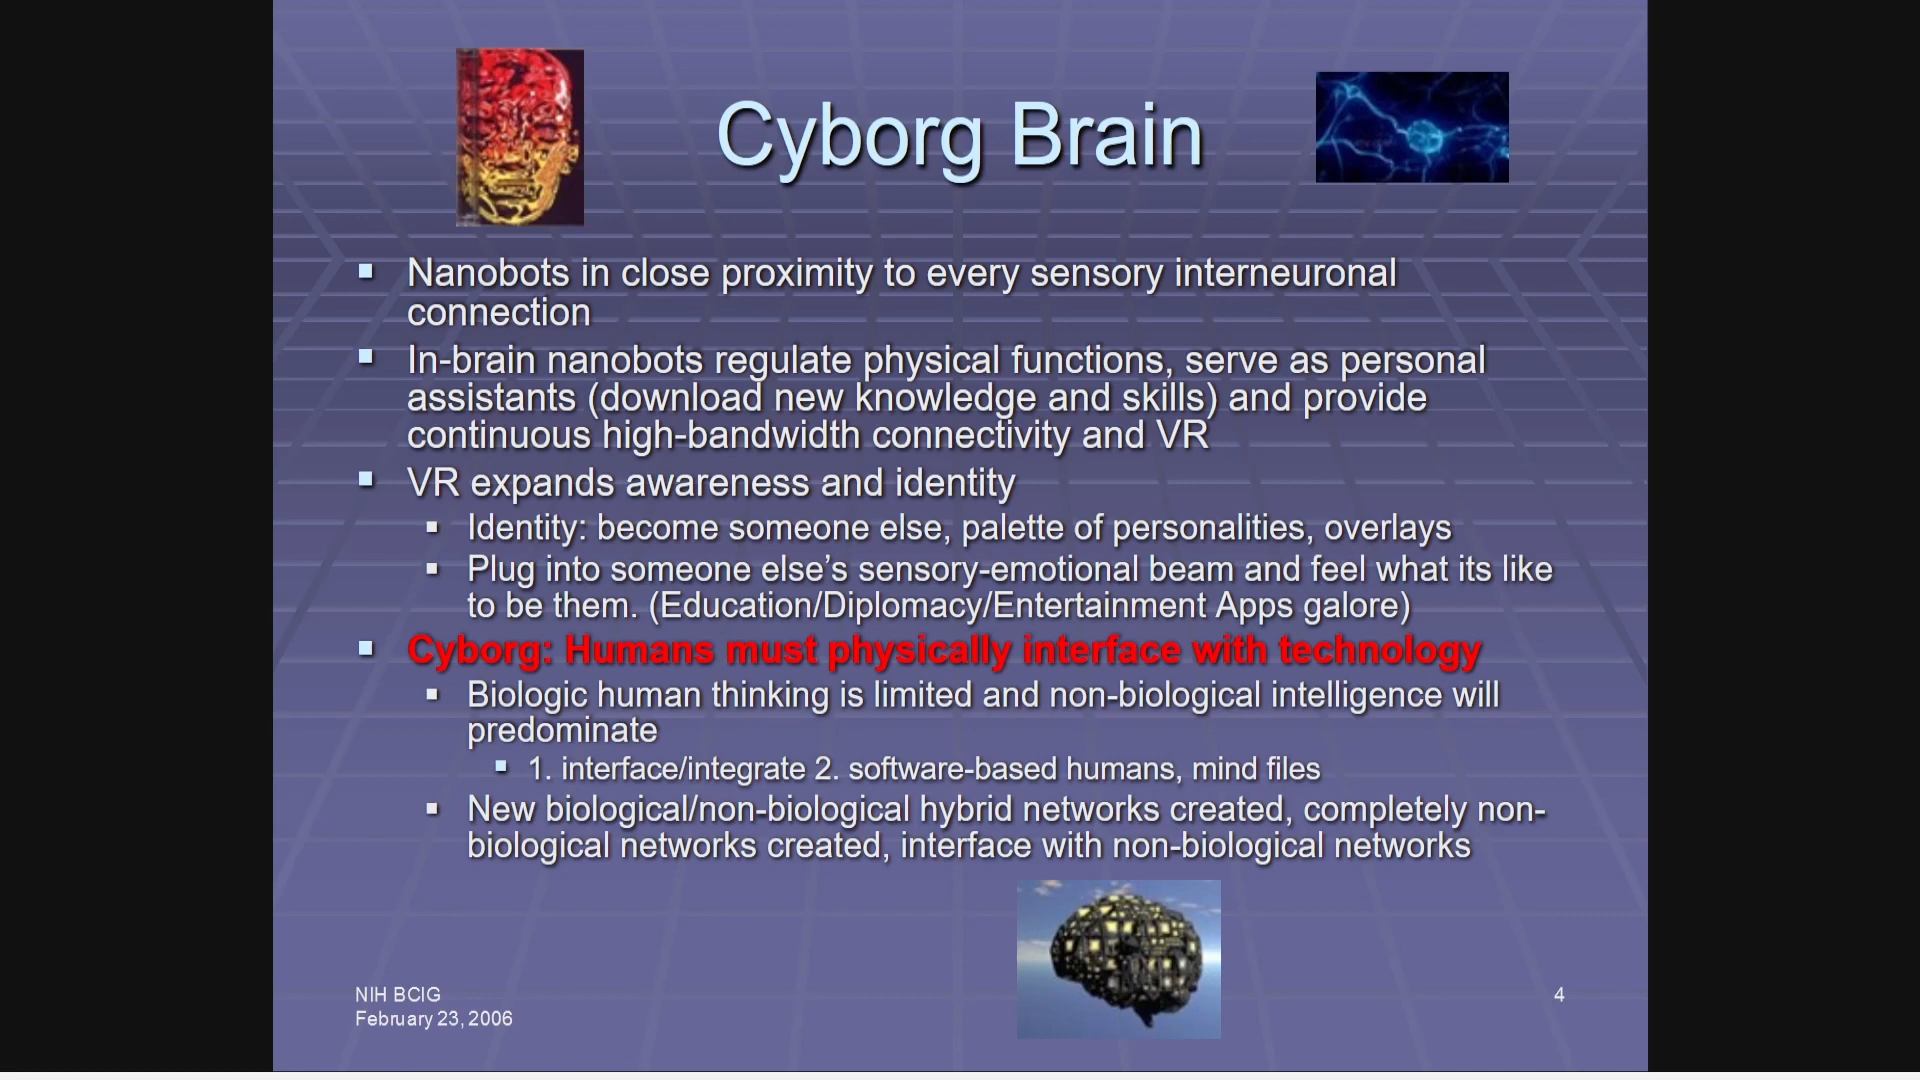 Cyborg Brain
Nanobots in close proximity to every sensory interneuronal
connection
In-brain nanobots regulate physical functions, serve as personal
assistants (download new knowledge and skills) and provide
continuous high-bandwidth connectivity and VR
VR expands awareness and identity
Identity: become someone else, palette of personalities, overlays
Plug into someone else’s sensory-emotional beam and feel what its like
to be them. (Education/Diplomacy/Entertainment Apps galore)
Cyborg: Humans must physically interface with technology
Biologic human thinking is limited and non-biological intelligence will
predominate
1. interface/integrate 2. software-based humans, mind files
New biological/non-biological hybrid networks created, completely non-
biological networks created, interface with non-biological networks
NIH BCIG
February 23, 2006
4